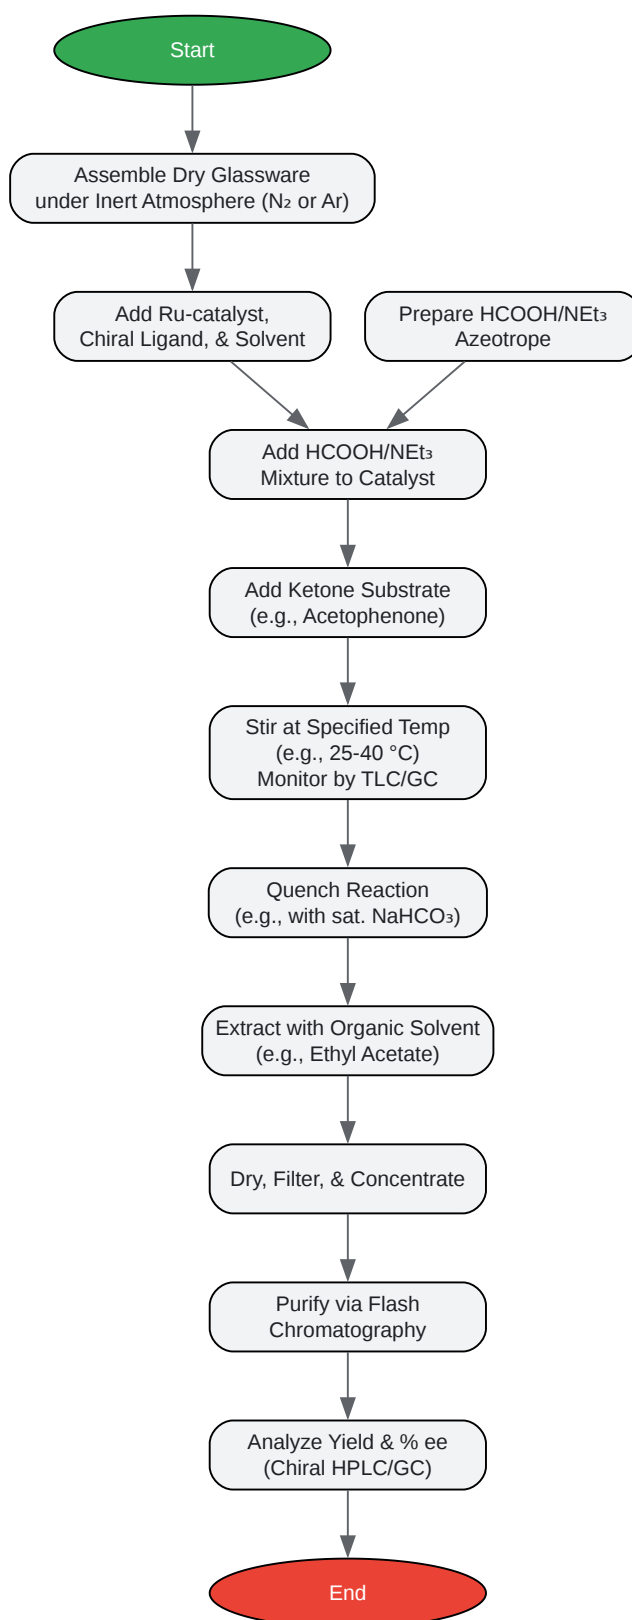 Start
Assemble Dry Glassware
under Inert Atmosphere (N₂ or Ar)
Add Ru-catalyst,
Chiral Ligand, & Solvent
Prepare HCOOH/NEt₃
Azeotrope
Add HCOOH/NEt₃
Mixture to Catalyst
Add Ketone Substrate
(e.g., Acetophenone)
Stir at Specified Temp
(e.g., 25-40 °C)
Monitor by TLC/GC
Quench Reaction
(e.g., with sat. NaHCO₃)
Extract with Organic Solvent
(e.g., Ethyl Acetate)
Dry, Filter, & Concentrate
Purify via Flash
Chromatography
Analyze Yield & % ee
(Chiral HPLC/GC)
End